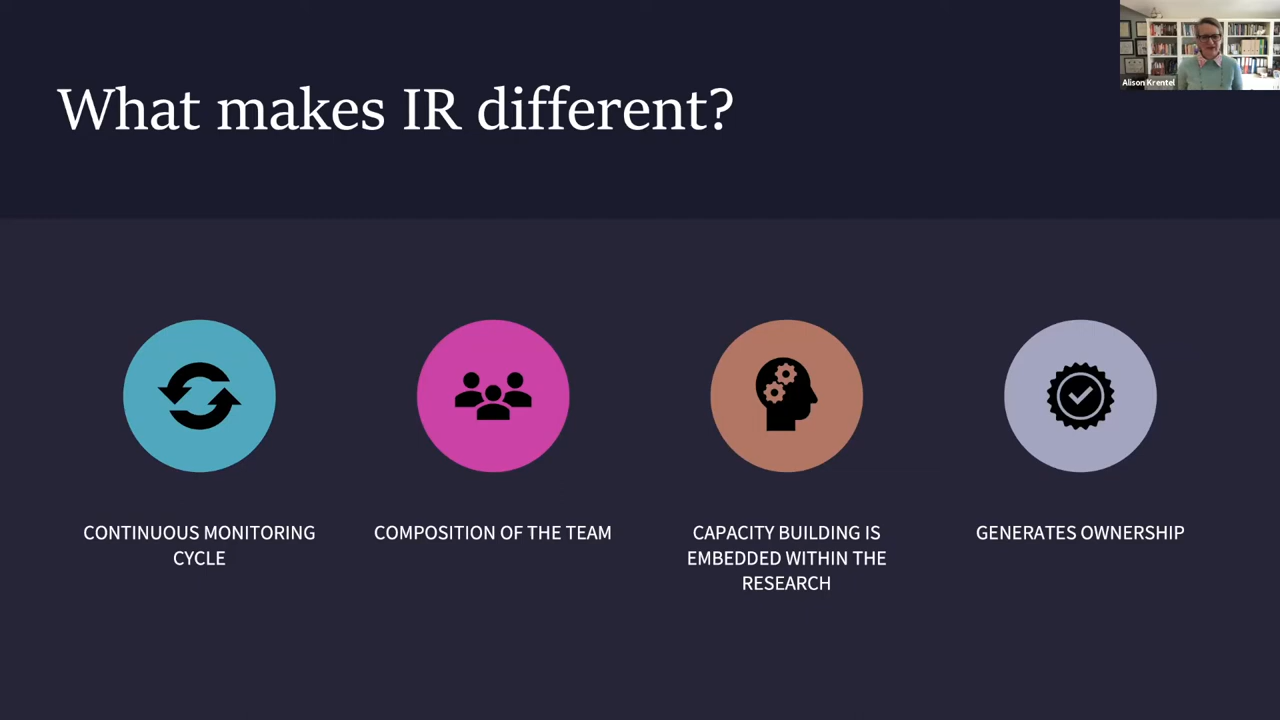 What makes IR different?
Alison Krentel
CONTINUOUS MONITORING
CYCLE
COMPOSITION OF THE TEAM
CAPACITY BUILDING IS
EMBEDDED WITHIN THE
RESEARCH
GENERATES OWNERSHIP